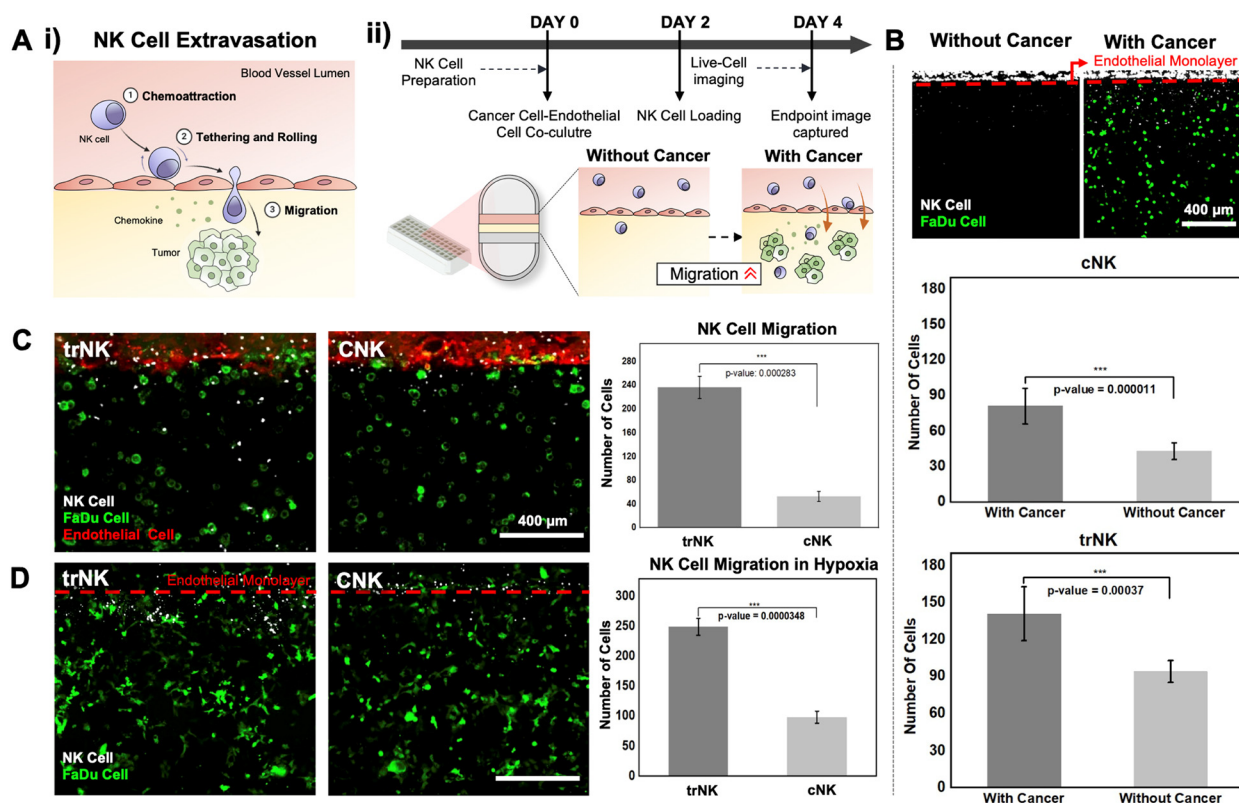 A i)
NK Cell Extravasation
Blood Vessel Lumen
1 Chemoattraction
NK cell
2 Tethering and Rolling
Chemokine
3 Migration
Tumor
ii)
DAY 0
DAY 2
DAY 4
NK Cell
Preparation
Live-Cell
imaging
Cancer Cell-Endothelial
Cell Co-culutre
NK Cell Loading
Endpoint image
captured
Without Cancer
With Cancer
Migration
B
Without Cancer
With Cancer
Endothelial Monolayer
NK Cell
FaDu Cell
400 μm
cNK
Number Of Cells
180
150
120
90
60
30
0
***
p-value = 0.000011
With Cancer
Without Cancer
trNK
Number Of Cells
180
150
120
90
60
30
0
***
p-value = 0.00037
With Cancer
Without Cancer
C
trNK
NK Cell
FaDu Cell
Endothelial Cell
CNK
400 μm
NK Cell Migration
Number of Cells
280
240
200
160
120
80
40
0
***
p-value: 0.000283
trNK
cNK
D
trNK
Endothelial Monolayer
NK Cell
FaDu Cell
CNK
NK Cell Migration in Hypoxia
Number of Cells
300
250
200
150
100
50
0
***
p-value = 0.0000348
trNK
cNK